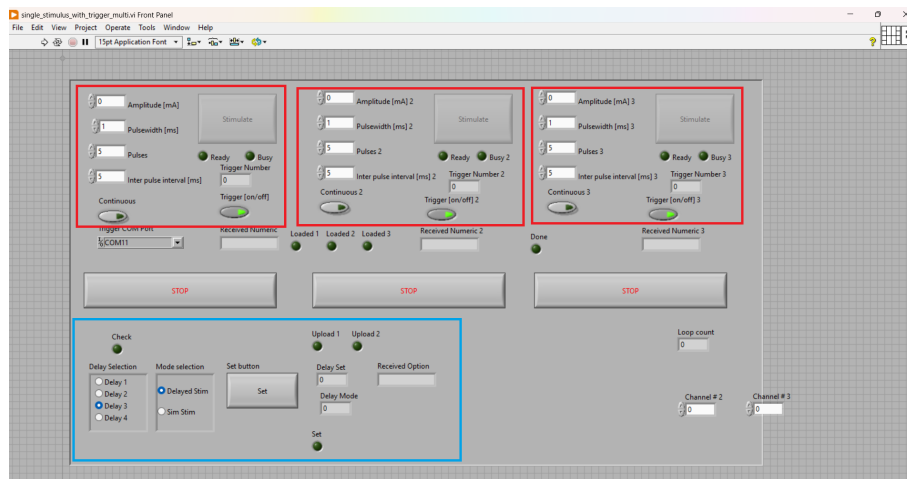 single_stimulus_with_trigger_multi.vi Front Panel
File Edit View Project Operate Tools Window Help
15pt Application Font
0 Amplitude [mA]
1 Pulsewidth [ms]
5 Pulses
5 Inter pulse interval [ms]
Stimulate
Ready Busy
Trigger Number
0
Continuous
Trigger [on/off]
0 Amplitude [mA] 2
1 Pulsewidth [ms] 2
5 Pulses 2
5 Inter pulse interval [ms] 2
Stimulate
Ready Busy 2
Trigger Number 2
0
Continuous 2
Trigger [on/off] 2
0 Amplitude [mA] 3
1 Pulsewidth [ms] 3
5 Pulses 3
5 Inter pulse interval [ms] 3
Stimulate
Ready Busy 3
Trigger Number 3
0
Continuous 3
Trigger [on/off] 3
Trigger COM Port
COM11
Received Numeric
Loaded 1 Loaded 2 Loaded 3
Received Numeric 2
Done
Received Numeric 3
STOP
STOP
STOP
Check
Delay Selection
Delay 1
Delay 2
Delay 3
Delay 4
Mode selection
Delayed Stim
Sim Stim
Set button
Set
Upload 1 Upload 2
Delay Set
0
Received Option
Delay Mode
0
Set
Loop count
0
Channel # 2
0
Channel # 3
0